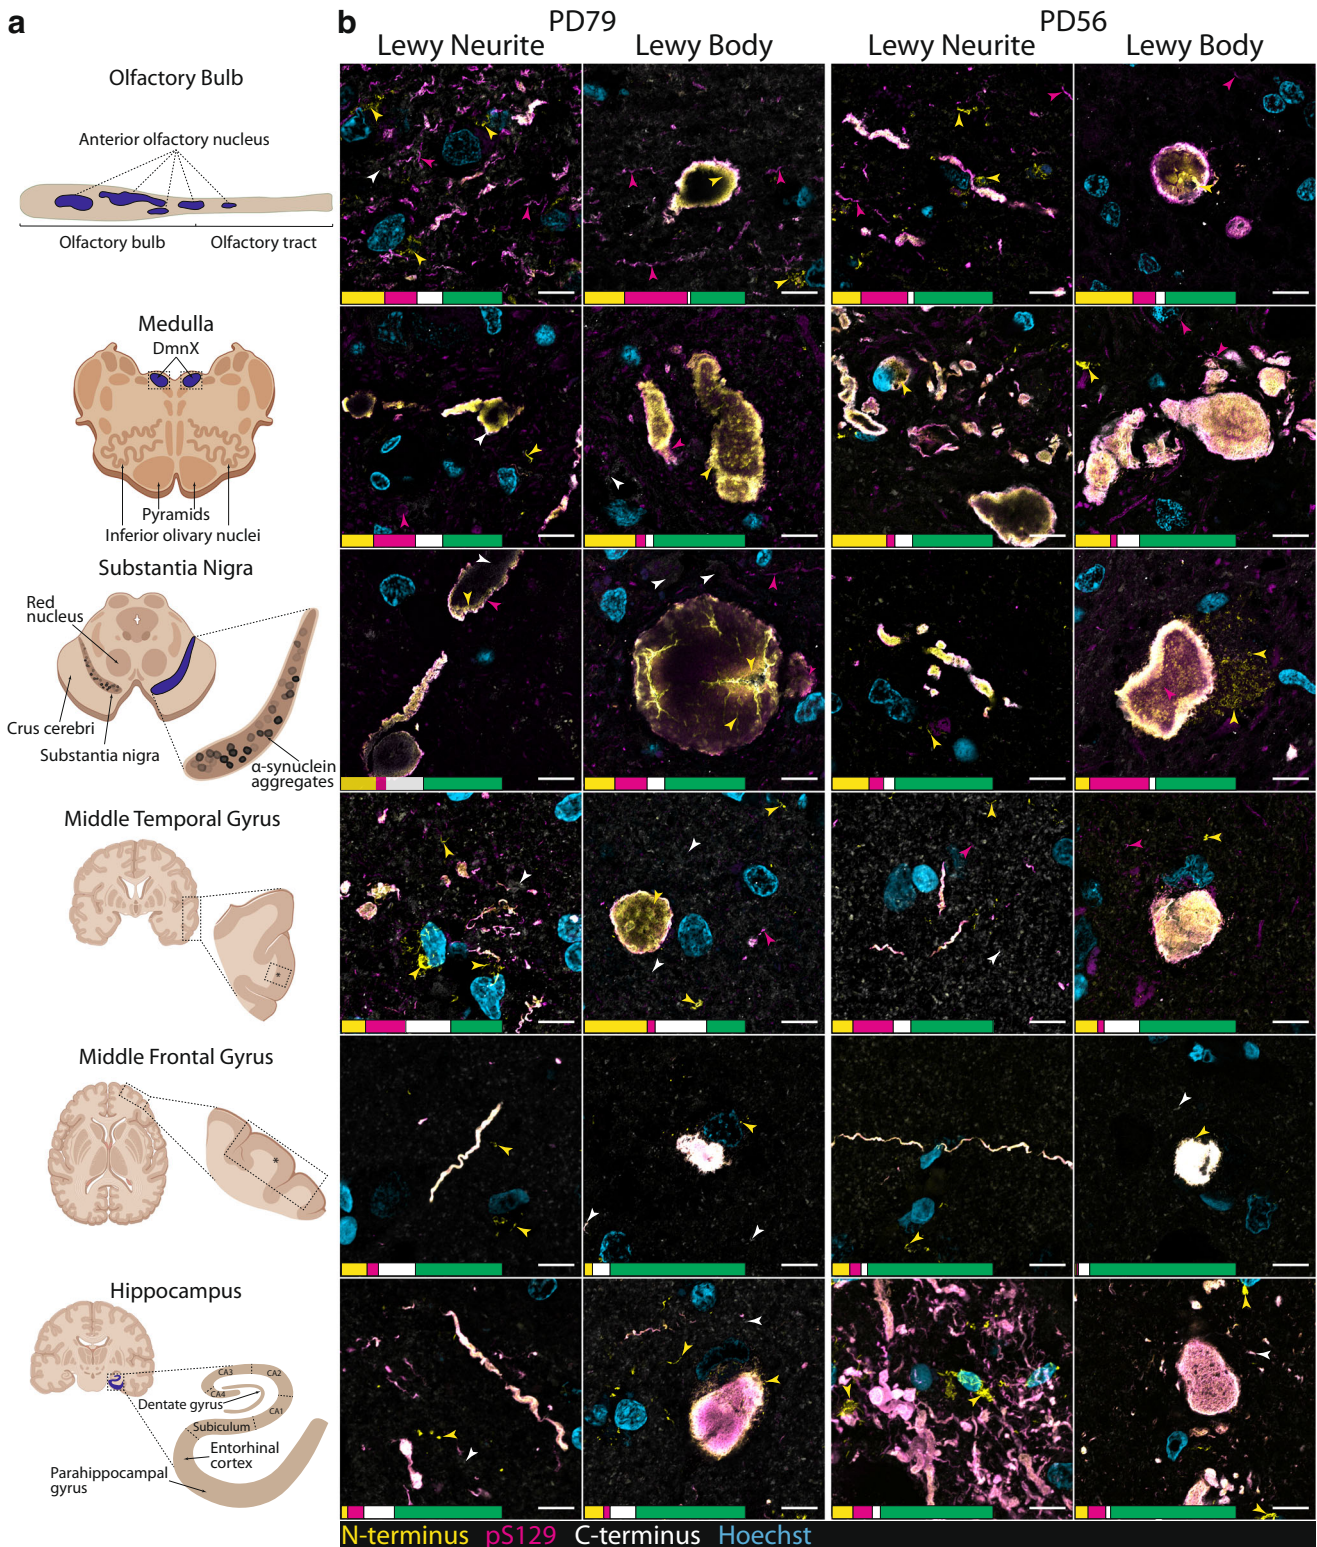 a
b
PD79
PD56
Lewy Neurite
Lewy Body
Lewy Neurite
Lewy Body
Olfactory Bulb
Anterior olfactory nucleus
Olfactory bulb
Olfactory tract
Medulla
DmnX
Pyramids
Inferior olivary nuclei
Substantia Nigra
Red
nucleus
Crus cerebri
Substantia nigra
α-synuclein
aggregates
Middle Temporal Gyrus
*
Middle Frontal Gyrus
*
Hippocampus
CA3
CA2
CA4
Dentate gyrus
CA1
Subiculum
Entorhinal
cortex
Parahippocampal
gyrus
N-terminus pS129 C-terminus Hoechst